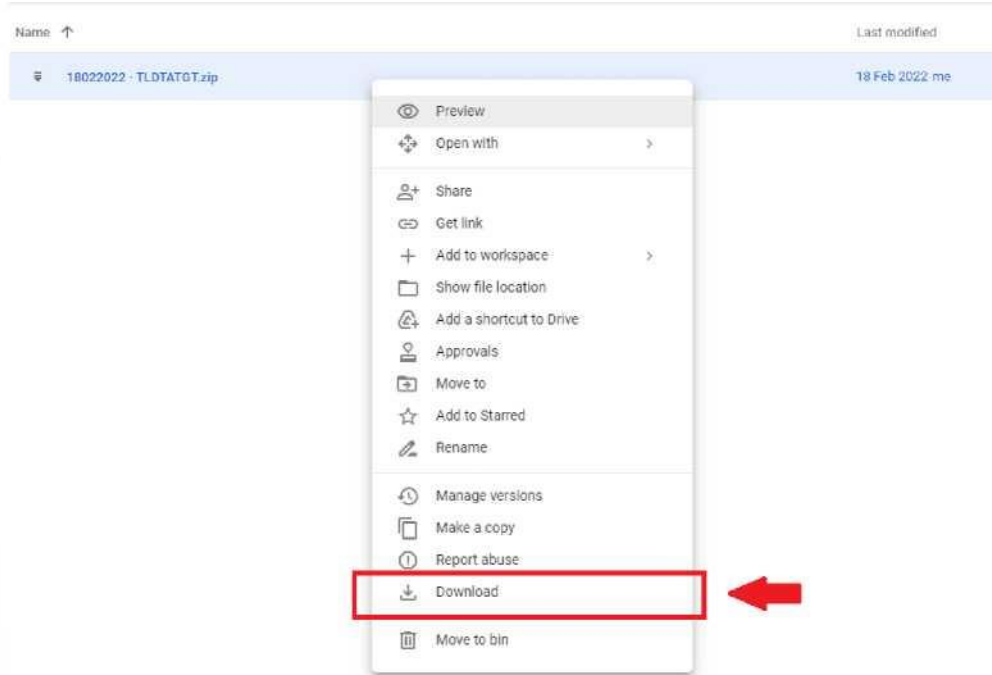 Name ↑ Last modified
18022022 - TLDTATGT.zip 18 Feb 2022 me
Preview
Open with
Share
Get link
Add to workspace
Show file location
Add a shortcut to Drive
Approvals
Move to
Add to Starred
Rename
Manage versions
Make a copy
Report abuse
Download
Move to bin